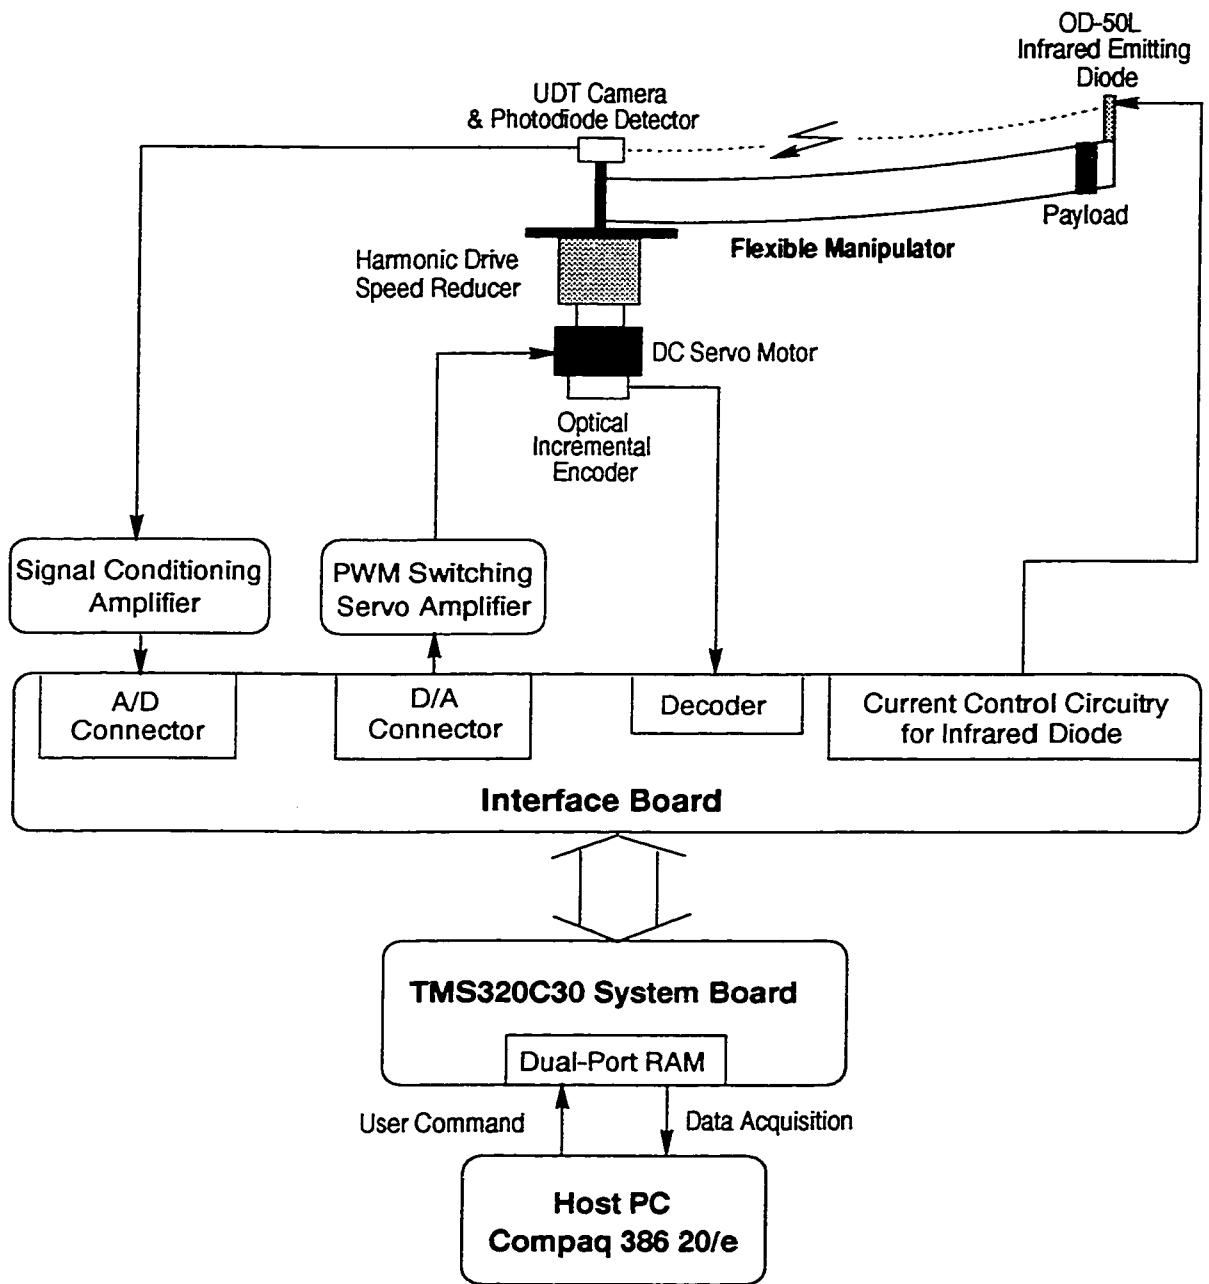 OD-50L
Infrared Emitting
Diode
UDT Camera
& Photodiode Detector
Payload
Flexible Manipulator
Harmonic Drive
Speed Reducer
DC Servo Motor
Optical
Incremental
Encoder
Signal Conditioning
Amplifier
PWM Switching
Servo Amplifier
A/D
Connector
D/A
Connector
Decoder
Current Control Circuitry
for Infrared Diode
Interface Board
TMS320C30 System Board
Dual-Port RAM
User Command
Data Acquisition
Host PC
Compaq 386 20/e